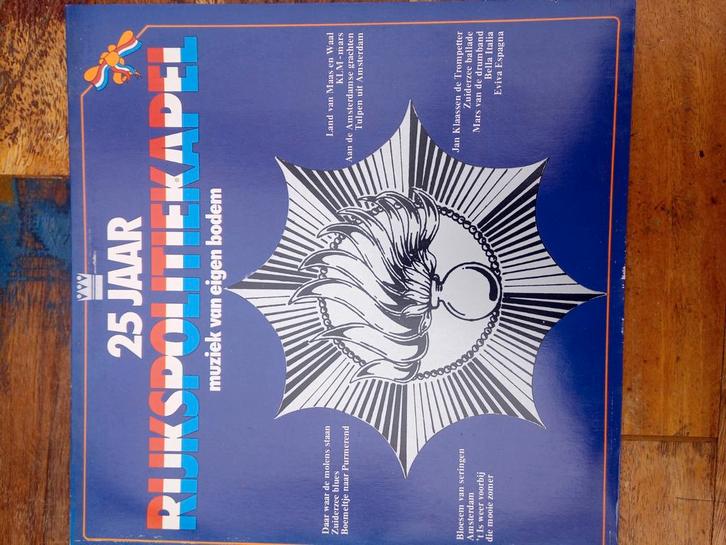 25 JAAR
RIJKSPOLITIEKAPEL
muziek van eigen bodem
Daar waar de molens staan
Zuiderzee blues
Boemeltje naar Purmerend
Land van Maas en Waal
KLM-mars
Aan de Amsterdamse grachten
Tulpen uit Amsterdam
Bloesem van seringen
Amsterdam
't Is weer voorbij
die mooie zomer
Jan Klaassen de Trompetter
Zuiderzee ballade
Mars van de drumband
Bella Italia
Eviva Espagna